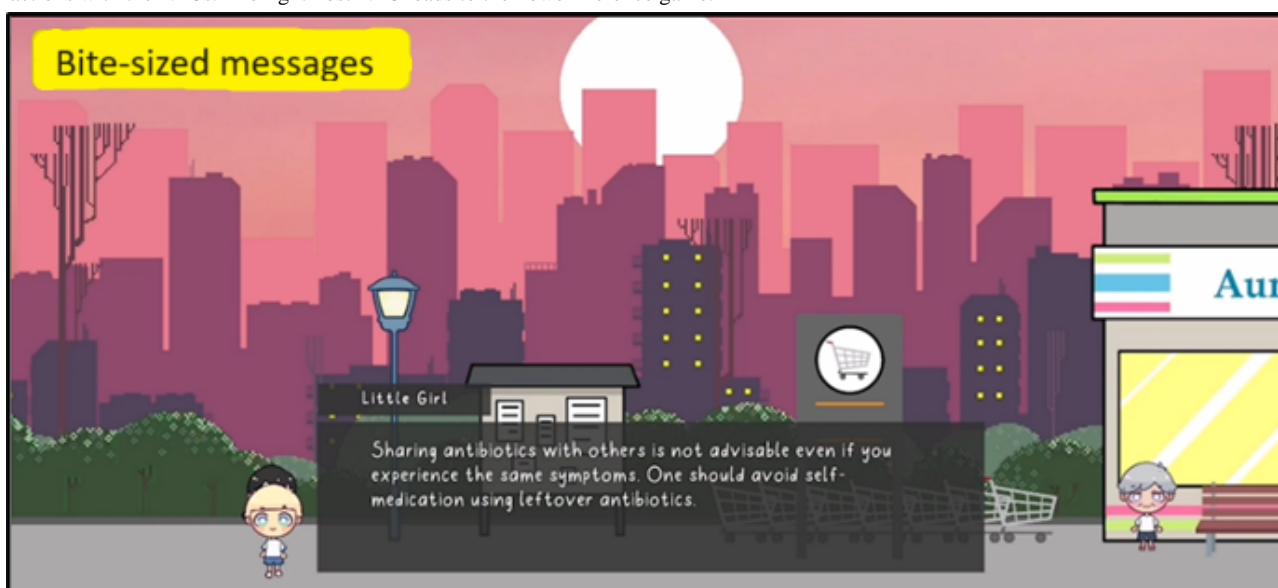 Bite-sized messages
Little Girl
Sharing antibiotics with others is not advisable even if you
experience the same symptoms. One should avoid self-
medication using leftover antibiotics.